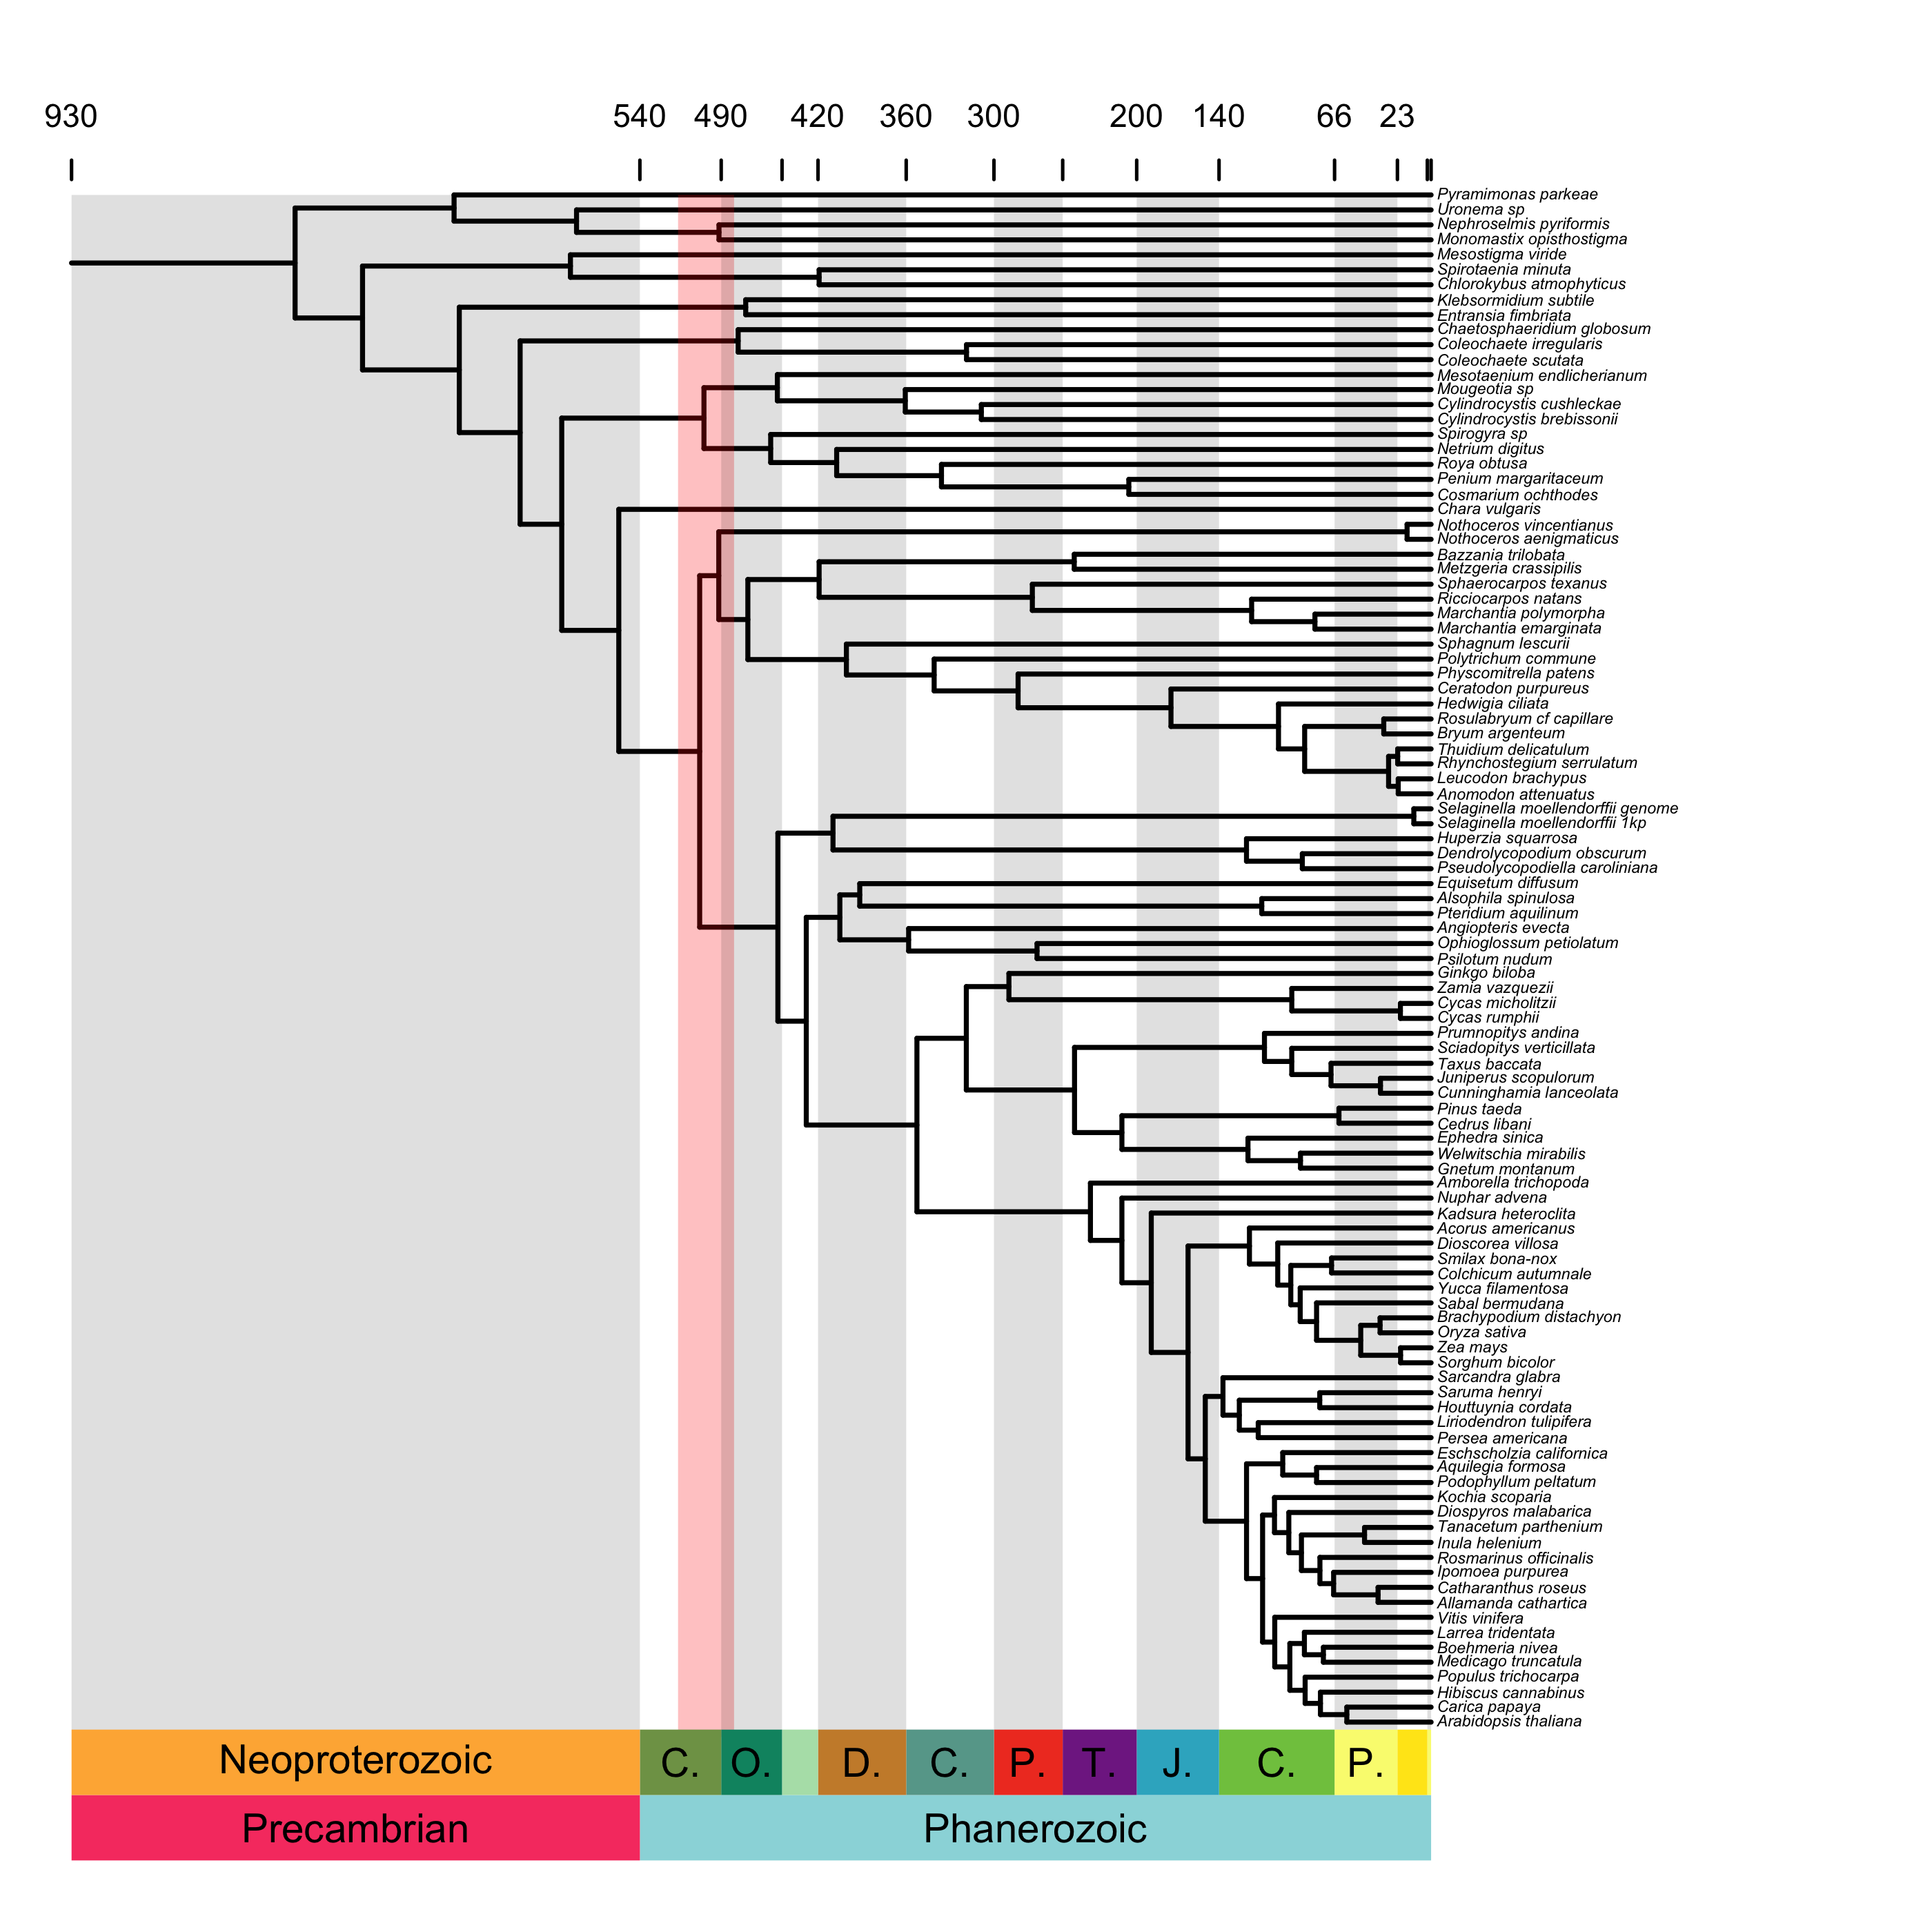 930 540 490 420 360 300 200 140 66 23
Pyramimonas parkeae
Uronema sp
Nephroselmis pyriformis
Monomastix opisthostigma
Mesostigma viride
Spirotaenia minuta
Chlorokybus atmophyticus
Klebsormidium subtile
Entransia fimbriata
Chaetosphaeridium globosum
Coleochaete irregularis
Coleochaete scutata
Mesotaenium endlicherianum
Mougeotia sp
Cylindrocystis cushleckae
Cylindrocystis brebissonii
Spirogyra sp
Netrium digitus
Roya obtusa
Penium margaritaceum
Cosmarium ochthodes
Chara vulgaris
Nothoceros vincentianus
Nothoceros aenigmaticus
Bazzania trilobata
Metzgeria crassipilis
Sphaerocarpos texanus
Ricciocarpos natans
Marchantia polymorpha
Marchantia emarginata
Sphagnum lescurii
Polytrichum commune
Physcomitrella patens
Ceratodon purpureus
Hedwigia ciliata
Rosulabryum cf capillare
Bryum argenteum
Thuidium delicatulum
Rhynchostegium serrulatum
Leucodon brachypus
Anomodon attenuatus
Selaginella moellendorffii genome
Selaginella moellendorffii 1kp
Huperzia squarrosa
Dendrolycopodium obscurum
Pseudolycopodiella caroliniana
Equisetum diffusum
Alsophila spinulosa
Pteridium aquilinum
Angiopteris evecta
Ophioglossum petiolatum
Psilotum nudum
Ginkgo biloba
Zamia vazquezii
Cycas micholitzii
Cycas rumphii
Prumnopitys andina
Sciadopitys verticillata
Taxus baccata
Juniperus scopulorum
Cunninghamia lanceolata
Pinus taeda
Cedrus libani
Ephedra sinica
Welwitschia mirabilis
Gnetum montanum
Amborella trichopoda
Nuphar advena
Kadsura heteroclita
Acorus americanus
Dioscorea villosa
Smilax bona-nox
Colchicum autumnale
Yucca filamentosa
Sabal bermudana
Brachypodium distachyon
Oryza sativa
Zea mays
Sorghum bicolor
Sarcandra glabra
Saruma henryi
Houttuynia cordata
Liriodendron tulipifera
Persea americana
Eschscholzia californica
Aquilegia formosa
Podophyllum peltatum
Kochia scoparia
Diospyros malabarica
Tanacetum parthenium
Inula helenium
Rosmarinus officinalis
Ipomoea purpurea
Catharanthus roseus
Allamanda cathartica
Vitis vinifera
Larrea tridentata
Boehmeria nivea
Medicago truncatula
Populus trichocarpa
Hibiscus cannabinus
Carica papaya
Arabidopsis thaliana
Neoproterozoic C. O. D. C. P. T. J. C. P.
Precambrian Phanerozoic